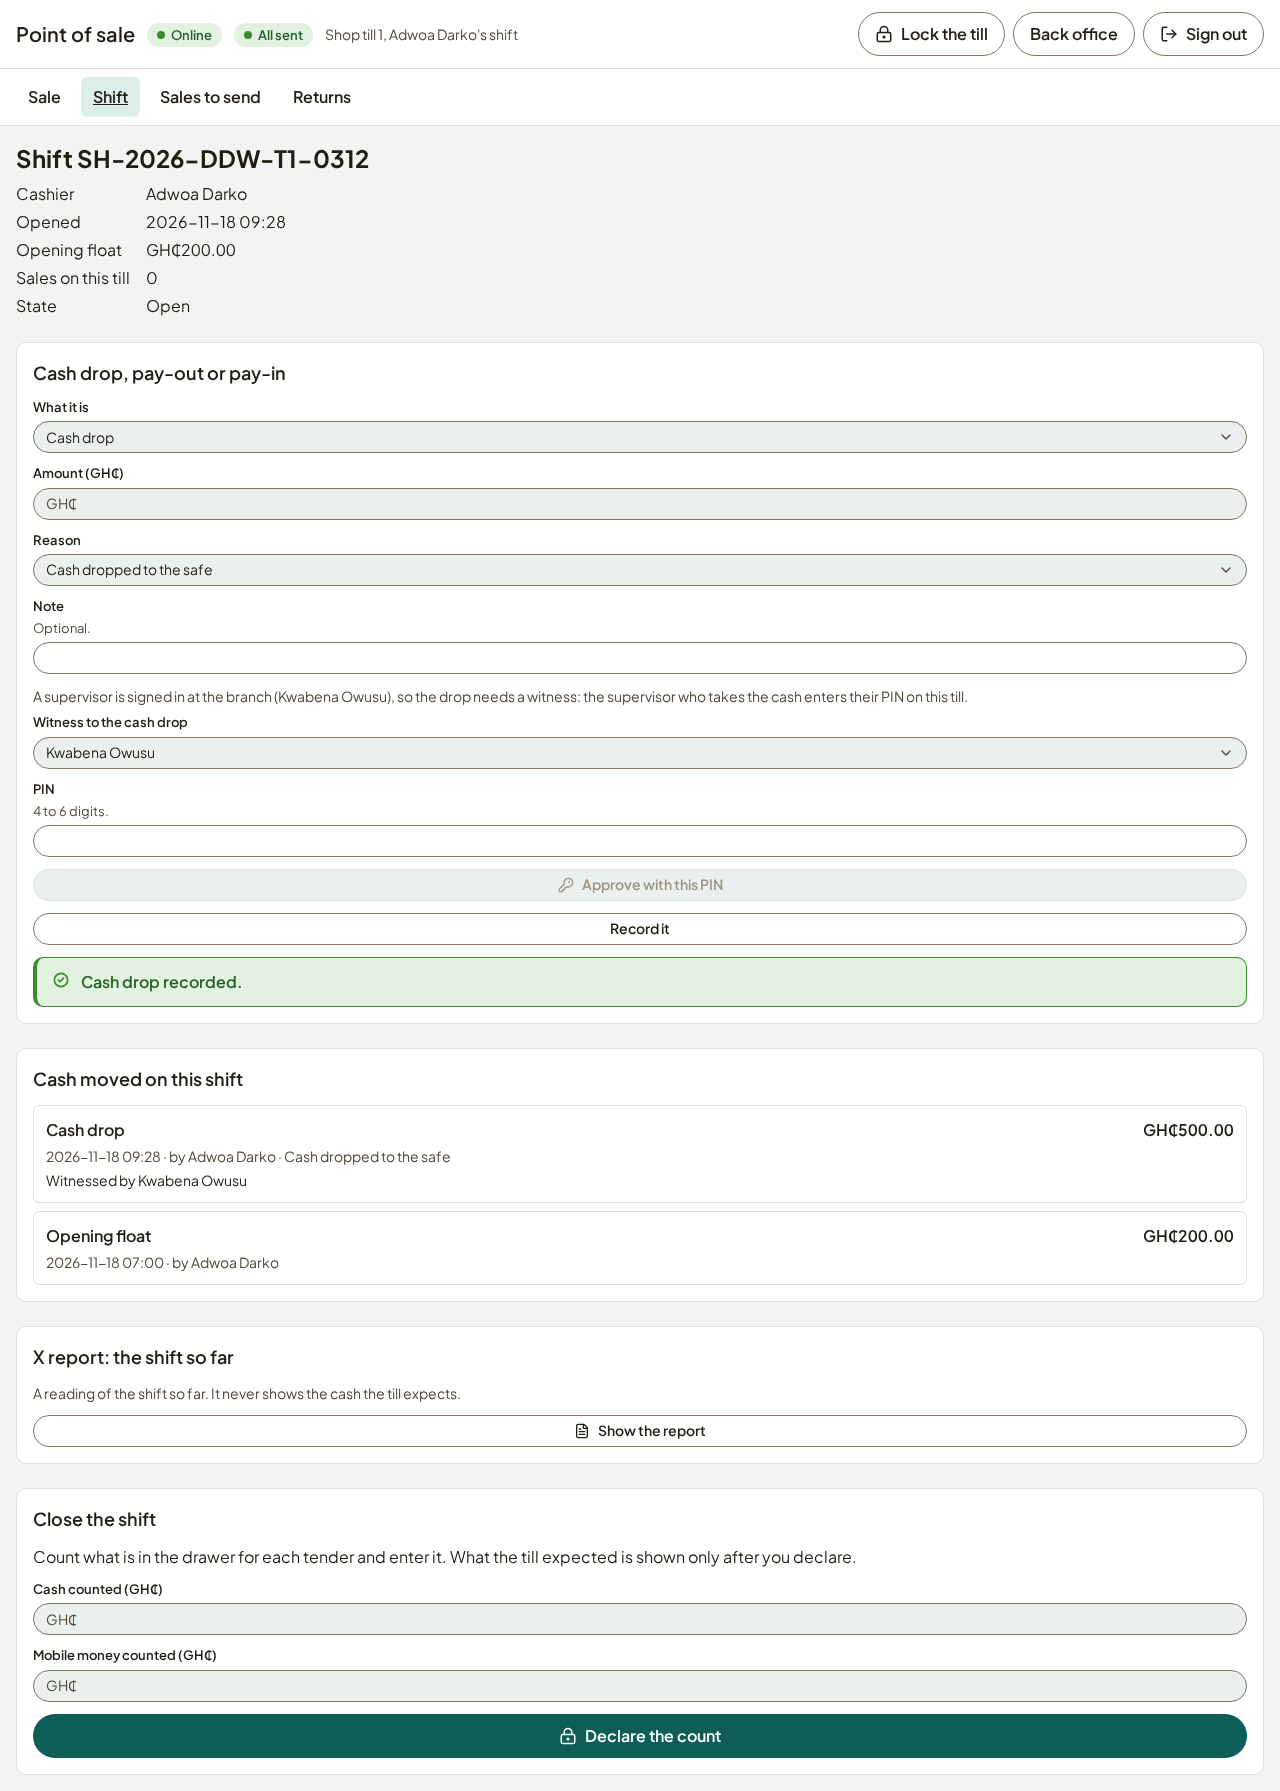 Point of sale
Online
All sent
Shop till 1, Adwoa Darko's shift
Lock the till
Back office
Sign out
Sale
Shift
Sales to send
Returns
Shift SH-2026-DDW-T1-0312
Cashier Adwoa Darko
Opened 2026-11-18 09:28
Opening float GH₵200.00
Sales on this till 0
State Open
Cash drop, pay-out or pay-in
What it is
Cash drop
Amount (GH₵)
GH₵
Reason
Cash dropped to the safe
Note
Optional.
A supervisor is signed in at the branch (Kwabena Owusu), so the drop needs a witness: the supervisor who takes the cash enters their PIN on this till.
Witness to the cash drop
Kwabena Owusu
PIN
4 to 6 digits.
Approve with this PIN
Record it
Cash drop recorded.
Cash moved on this shift
Cash drop GH₵500.00
2026-11-18 09:28 · by Adwoa Darko · Cash dropped to the safe
Witnessed by Kwabena Owusu
Opening float GH₵200.00
2026-11-18 07:00 · by Adwoa Darko
X report: the shift so far
A reading of the shift so far. It never shows the cash the till expects.
Show the report
Close the shift
Count what is in the drawer for each tender and enter it. What the till expected is shown only after you declare.
Cash counted (GH₵)
GH₵
Mobile money counted (GH₵)
GH₵
Declare the count